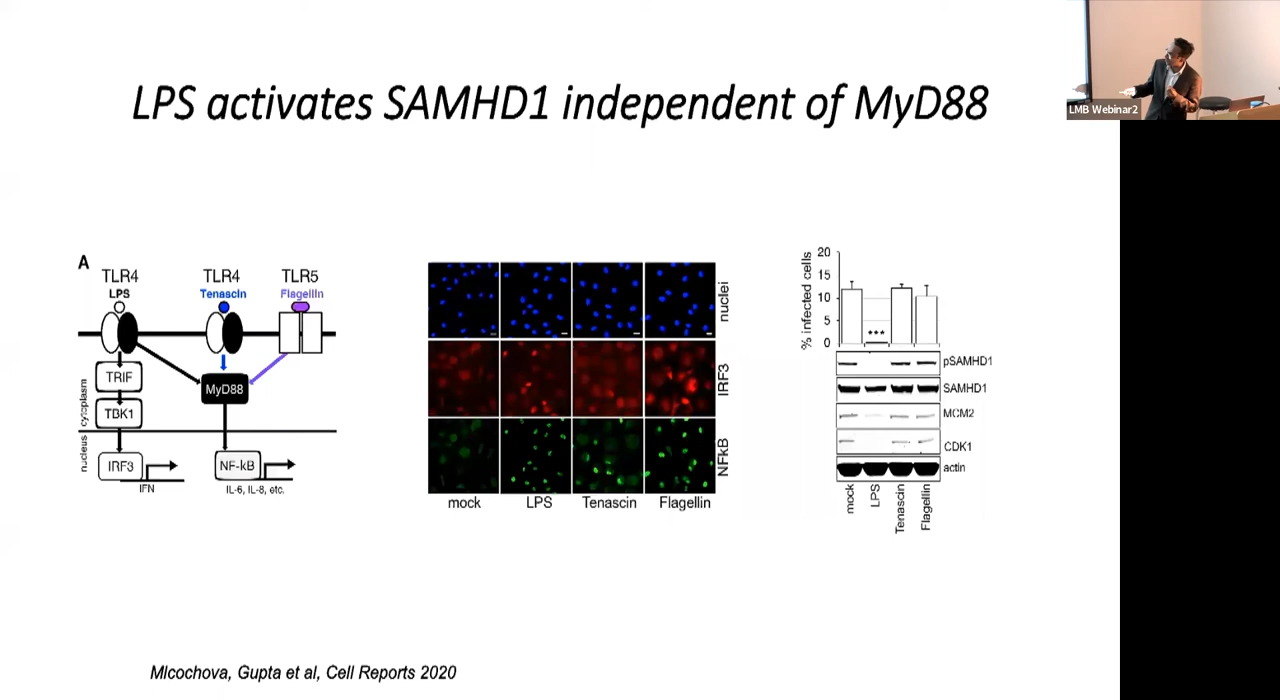 LPS activates SAMHD1 independent of MyD88
LMB Webinar2
A
TLR4
TLR4
TLR5
LPS
Tenascin
Flagellin
TRIF
MyD88
TBK1
cytoplasm
nucleus
IRF3
NF-kB
IFN
IL-6, IL-8, etc.
nuclei
IRF3
NFkB
mock
LPS
Tenascin
Flagellin
% infected cells
20
15
10
5
0
***
pSAMHD1
SAMHD1
MCM2
CDK1
actin
mock
LPS
Tenascin
Flagellin
Mlcochova, Gupta et al, Cell Reports 2020